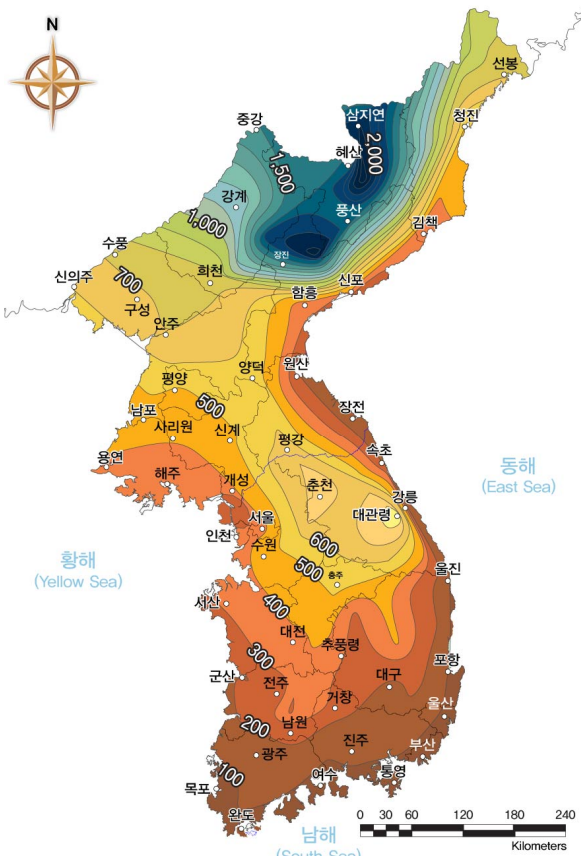 N
선봉
청진
삼지연
중강
2,000
1,500
혜산
강계
풍산
1,000
김책
수풍
장진
희천
신의주
700
신포
구성
함흥
안주
양덕
원산
평양
500
장전
남포
사리원
신계
평강
속초
용연
해주
개성
춘천
강릉
대관령
동해
(East Sea)
서울
인천
수원
600
황해
(Yellow Sea)
500
충주
울진
서산
400
대전
추풍령
300
포항
군산
전주
대구
거창
울산
200
남원
광주
진주
부산
100
여수
통영
목포
완도
남해
(South Sea)
0 30 60 120 180 240
Kilometers